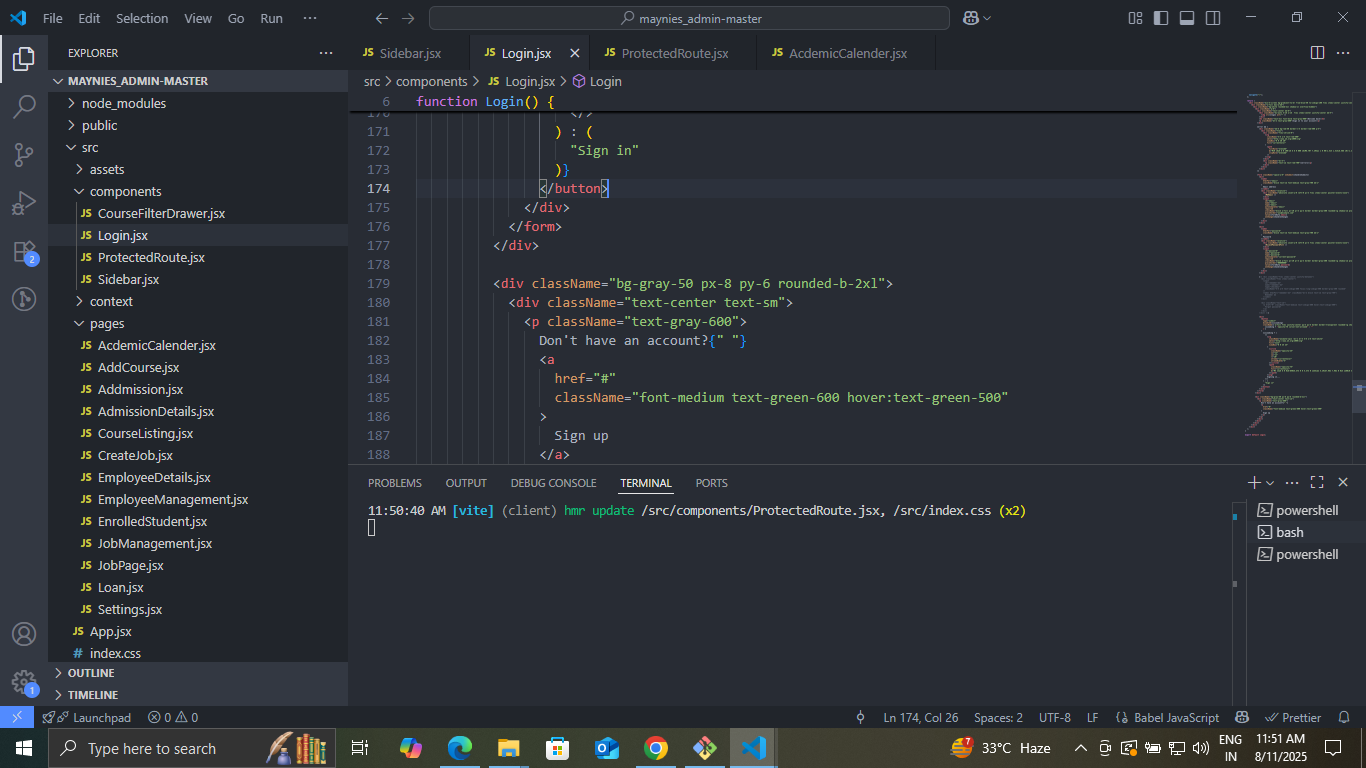 File Edit Selection View Go Run ···
maynies_admin-master
EXPLORER ···
MAYNIES_ADMIN-MASTER
node_modules
public
src
assets
components
JS CourseFilterDrawer.jsx
JS Login.jsx
JS ProtectedRoute.jsx
JS Sidebar.jsx
context
pages
JS AcdemicCalender.jsx
JS AddCourse.jsx
JS Addmission.jsx
JS AdmissionDetails.jsx
JS CourseListing.jsx
JS CreateJob.jsx
JS EmployeeDetails.jsx
JS EmployeeManagement.jsx
JS EnrolledStudent.jsx
JS JobManagement.jsx
JS JobPage.jsx
JS Loan.jsx
JS Settings.jsx
JS App.jsx
# index.css
OUTLINE
TIMELINE
2
1
JS Sidebar.jsx JS Login.jsx JS ProtectedRoute.jsx JS AcdemicCalender.jsx ···
src > components > JS Login.jsx > Login
6 function Login() {
170 </>
171 ) : (
172 "Sign in"
173 )}
174 </button>
175 </div>
176 </form>
177 </div>
178
179 <div className="bg-gray-50 px-8 py-6 rounded-b-2xl">
180 <div className="text-center text-sm">
181 <p className="text-gray-600">
182 Don't have an account?{" "}
183 <a
184 href="#"
185 className="font-medium text-green-600 hover:text-green-500"
186 >
187 Sign up
188 </a>
PROBLEMS OUTPUT DEBUG CONSOLE TERMINAL PORTS ···
11:50:40 AM [vite] (client) hmr update /src/components/ProtectedRoute.jsx, /src/index.css (x2)
powershell
bash
powershell
Launchpad 0 0 Ln 174, Col 26 Spaces: 2 UTF-8 LF {} Babel JavaScript Prettier
Type here to search
7
33°C Haze
ENG
IN
11:51 AM
8/11/2025